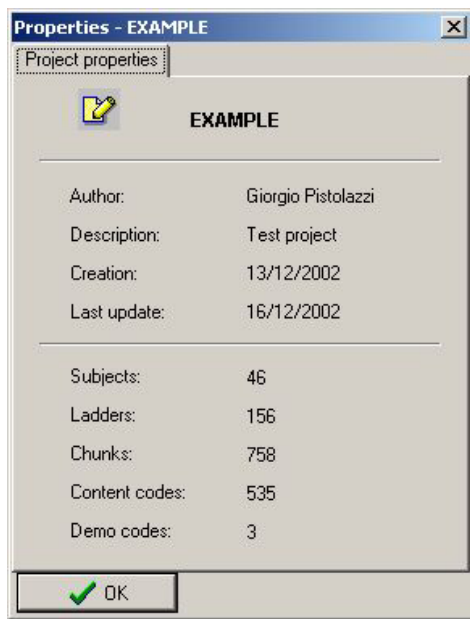 Properties - EXAMPLE
Project properties
EXAMPLE
Author: Giorgio Pistolazzi
Description: Test project
Creation: 13/12/2002
Last update: 16/12/2002
Subjects: 46
Ladders: 156
Chunks: 758
Content codes: 535
Demo codes: 3
OK